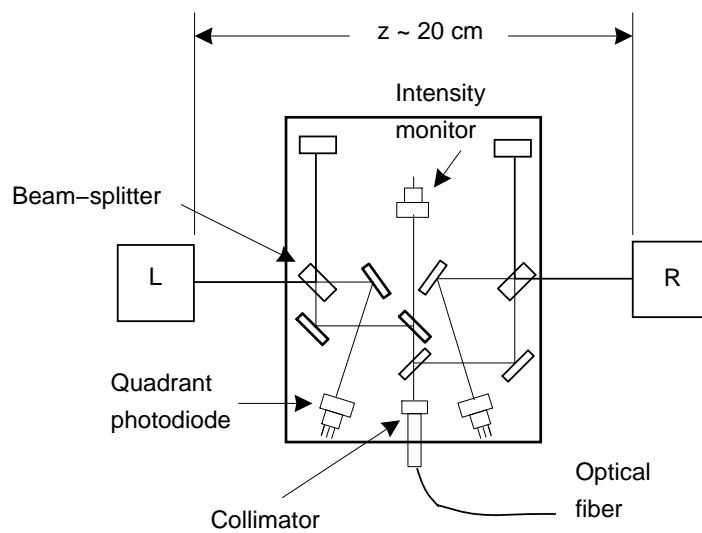 z ~ 20 cm
Intensity
monitor
Beam−splitter
L
R
Quadrant
photodiode
Optical
fiber
Collimator